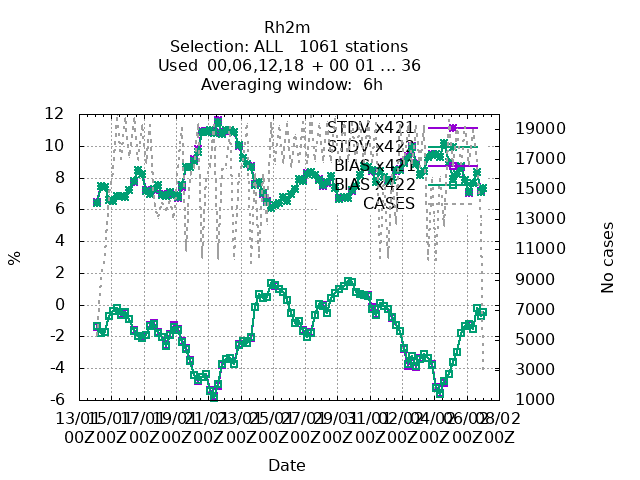 Rh2m
Selection: ALL   1061 stations
Used  00,06,12,18  + 00 01 ... 36
Averaging window:  6h
12
10
8
6
4
2
0
-2
-4
-6
%
STDV x421
STDV x422
BIAS x421
BIAS x422
CASES
19000
17000
15000
13000
11000
9000
7000
5000
3000
1000
No cases
13/01 15/01 17/01 19/01 21/01 23/01 25/01 27/01 29/01 31/01 02/02 04/02 06/02 08/02
00Z 00Z 00Z 00Z 00Z 00Z 00Z 00Z 00Z 00Z 00Z 00Z 00Z 00Z
Date